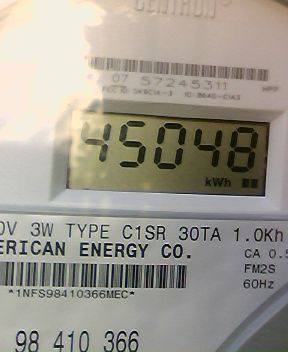 CENTRON®
07 57245311 MPP
45048
kWh
0V 3W TYPE C1SR 30TA 1.0Kh
ERICAN ENERGY CO.
CA 0.5
FM2S
60Hz
*1NFS98410366MEC*
98 410 366